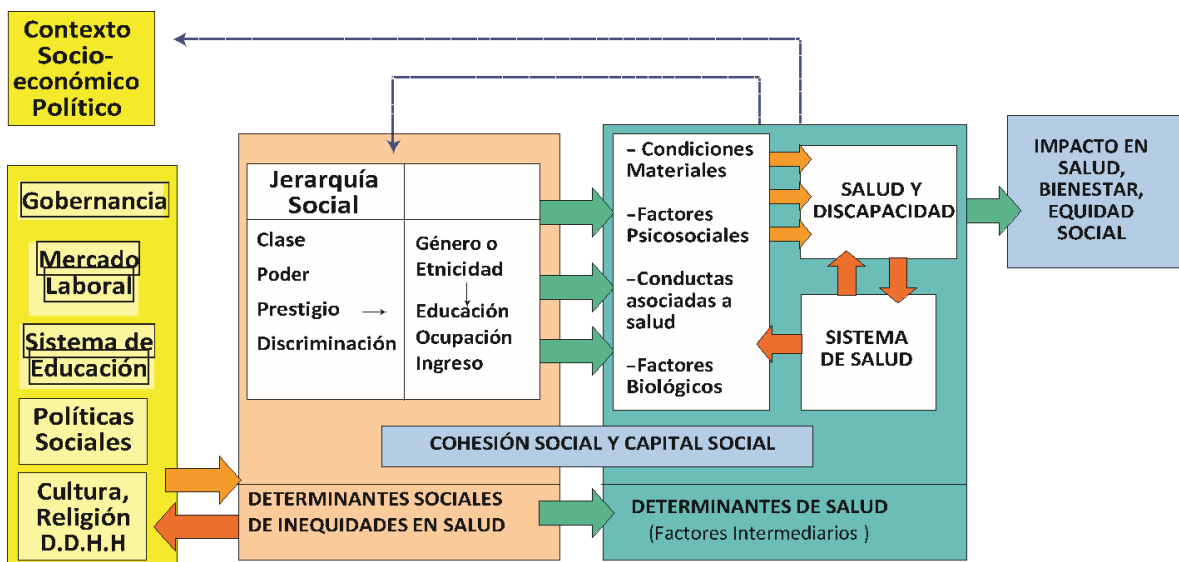 Contexto
Socio-
económico
Político
Gobernancia
Mercado
Laboral
Sistema de
Educación
Políticas
Sociales
Cultura,
Religión
D.D.H.H
Jerarquía
Social
Clase
Poder
Prestigio
Discriminación
Género o
Etnicidad
Educación
Ocupación
Ingreso
– Condiciones
Materiales
–Factores
Psicosociales
–Conductas
asociadas a
salud
–Factores
Biológicos
SALUD Y
DISCAPACIDAD
SISTEMA
DE SALUD
IMPACTO EN
SALUD,
BIENESTAR,
EQUIDAD
SOCIAL
COHESIÓN SOCIAL Y CAPITAL SOCIAL
DETERMINANTES SOCIALES
DE INEQUIDADES EN SALUD
DETERMINANTES DE SALUD
(Factores Intermediarios )